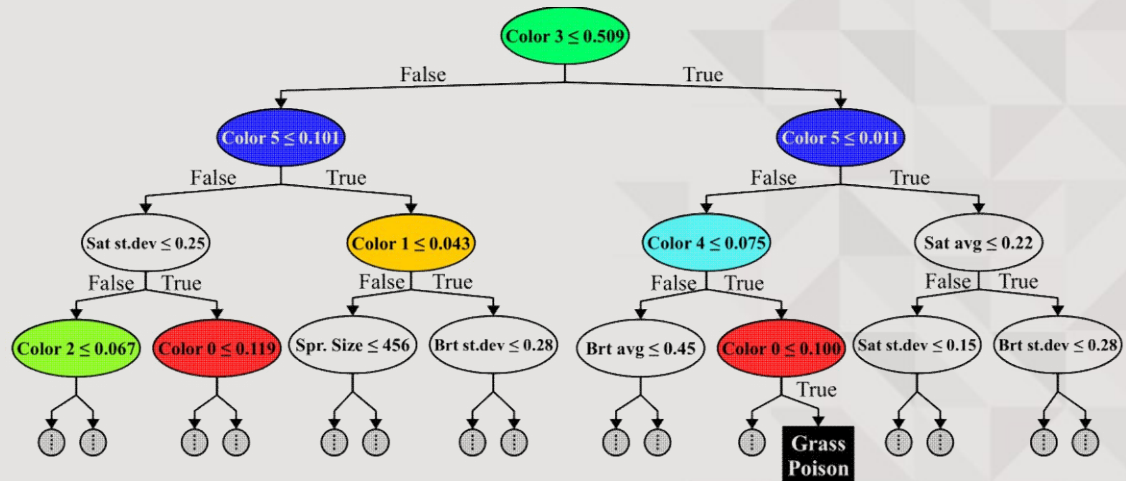 Color 3 ≤ 0.509
False True
Color 5 ≤ 0.101 Color 5 ≤ 0.011
False True False True
Sat st.dev ≤ 0.25 Color 1 ≤ 0.043 Color 4 ≤ 0.075 Sat avg ≤ 0.22
False True False True False True False True
Color 2 ≤ 0.067 Color 0 ≤ 0.119 Spr. Size ≤ 456 Brt st.dev ≤ 0.28 Brt avg ≤ 0.45 Color 0 ≤ 0.100 Sat st.dev ≤ 0.15 Brt st.dev ≤ 0.28
True
Grass
Poison